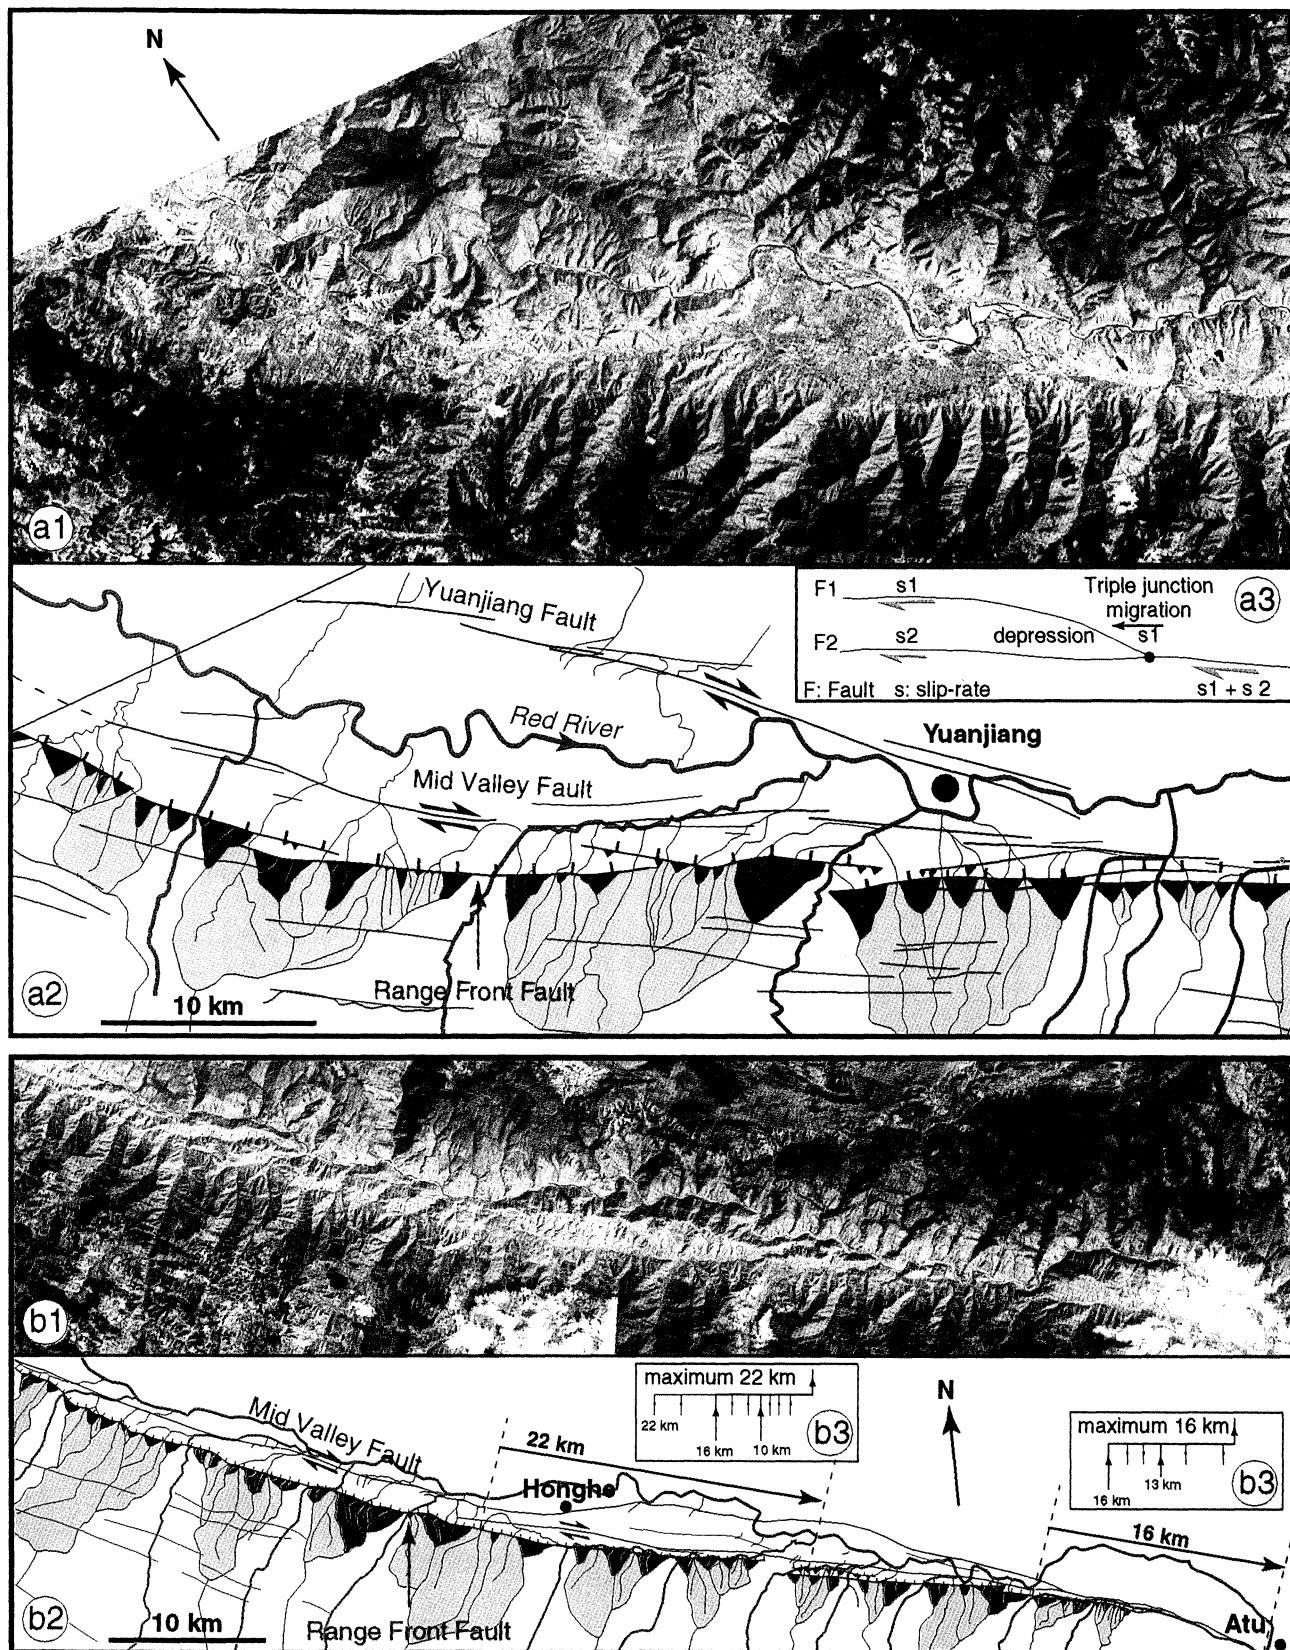 N
a1
Yuanjiang Fault
F1
s1
Triple junction
migration
a3
s1
F2
s2
depression
F: Fault s: slip-rate
s1 + s 2
Red River
Yuanjiang
Mid Valley Fault
Range Front Fault
a2
10 km
b1
maximum 22 km
22 km
16 km
10 km
b3
N
maximum 16 km
13 km
16 km
b3
Mid Valley Fault
22 km
Honghe
16 km
b2
10 km
Range Front Fault
Atu